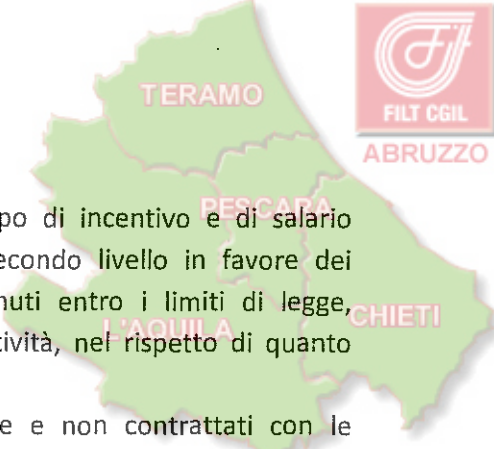 TERAMO
FILT CGIL
ABRUZZO
po di incentivo e di salario
PESCARA
econdo livello in favore dei
nuti entro i limiti di legge,
L'AQUILA
CHIETI
tività, nel rispetto di quanto
e e non contrattati con le